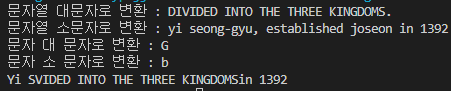 문자열 대문자로 변환 : DIVIDED INTO THE THREE KINGDOMS.
문자열 소문자로 변환 : yi seong-gyu, established joseon in 1392
문자 대 문자로 변환 : G
문자 소 문자로 변환 : b
Yi SVIDED INTO THE THREE KINGDOMSin 1392